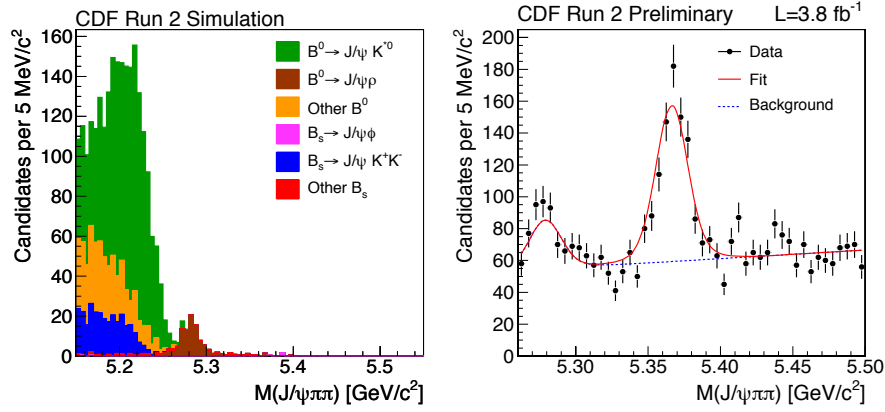 CDF Run 2 Simulation
Candidates per 5 MeV/c²
160
140
120
100
80
60
40
20
0
B⁰→ J/ψ K*⁰
B⁰→ J/ψρ
Other B⁰
Bₛ→ J/ψφ
Bₛ→ J/ψ K⁺K⁻
Other Bₛ
5.2 5.3 5.4 5.5
M(J/ψππ) [GeV/c²]
CDF Run 2 Preliminary L=3.8 fb⁻¹
Candidates per 5 MeV/c²
200
180
160
140
120
100
80
60
40
20
0
Data
Fit
Background
5.30 5.35 5.40 5.45 5.50
M(J/ψππ) [GeV/c²]